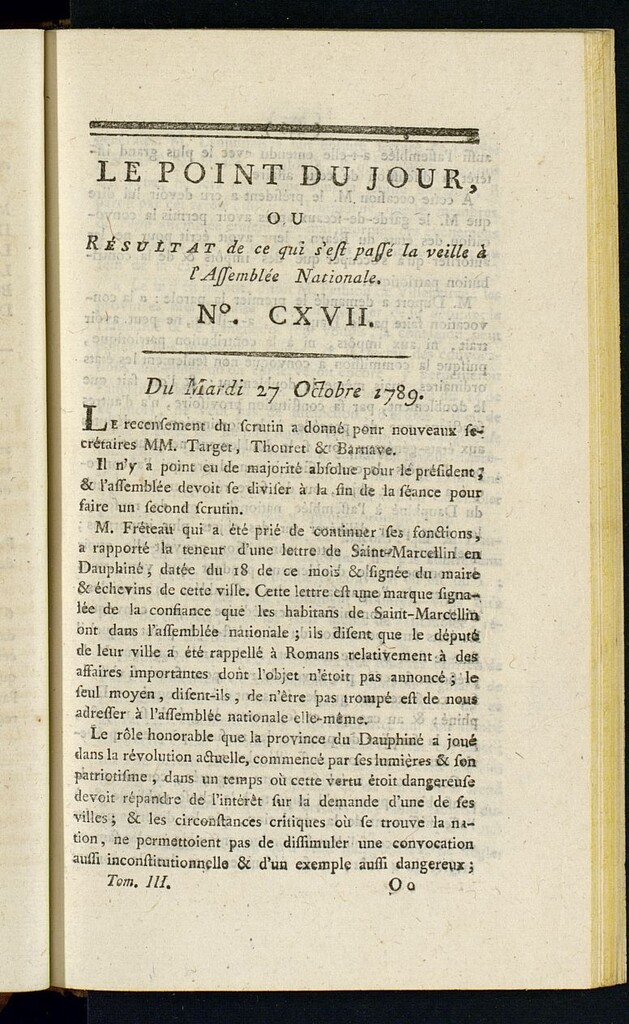 LE POINT DU JOUR,
OU
RÉSULTAT de ce qui s'eſt paſſé la veille à
l'Aſſemblée Nationale.
N°. CXVII.
Du Mardi 27 Octobre 1789.
LE recenſement du ſcrutin a donné pour nouveaux ſe-
crétaires MM. Target, Thouret & Barnave.
Il n'y a point eu de majorité abſolue pour le préſident;
& l'aſſemblée devoit ſe diviſer à la fin de la ſéance pour
faire un ſecond ſcrutin.
M. Fréteau qui a été prié de continuer ſes fonctions,
a rapporté la teneur d'une lettre de Saint-Marcellin en
Dauphiné, datée du 18 de ce mois & ſignée du maire
& échevins de cette ville. Cette lettre eſt une marque ſigna-
lée de la confiance que les habitans de Saint-Marcellin
ont dans l'aſſemblée nationale; ils diſent que le député
de leur ville a été rappellé à Romans relativement à des
affaires importantes dont l'objet n'étoit pas annoncé; le
ſeul moyen, diſent-ils, de n'être pas trompé eſt de nous
adreſſer à l'aſſemblée nationale elle-même.
Le rôle honorable que la province du Dauphiné a joué
dans la révolution actuelle, commencé par ſes lumières & ſon
patriotiſme, dans un temps où cette vertu étoit dangereuſe
devoit répandre de l'intérêt ſur la demande d'une de ſes
villes; & les circonſtances critiques où ſe trouve la na-
tion, ne permettoient pas de diſſimuler une convocation
auſſi inconſtitutionnelle & d'un exemple auſſi dangereux;
Tom. III.
Oo